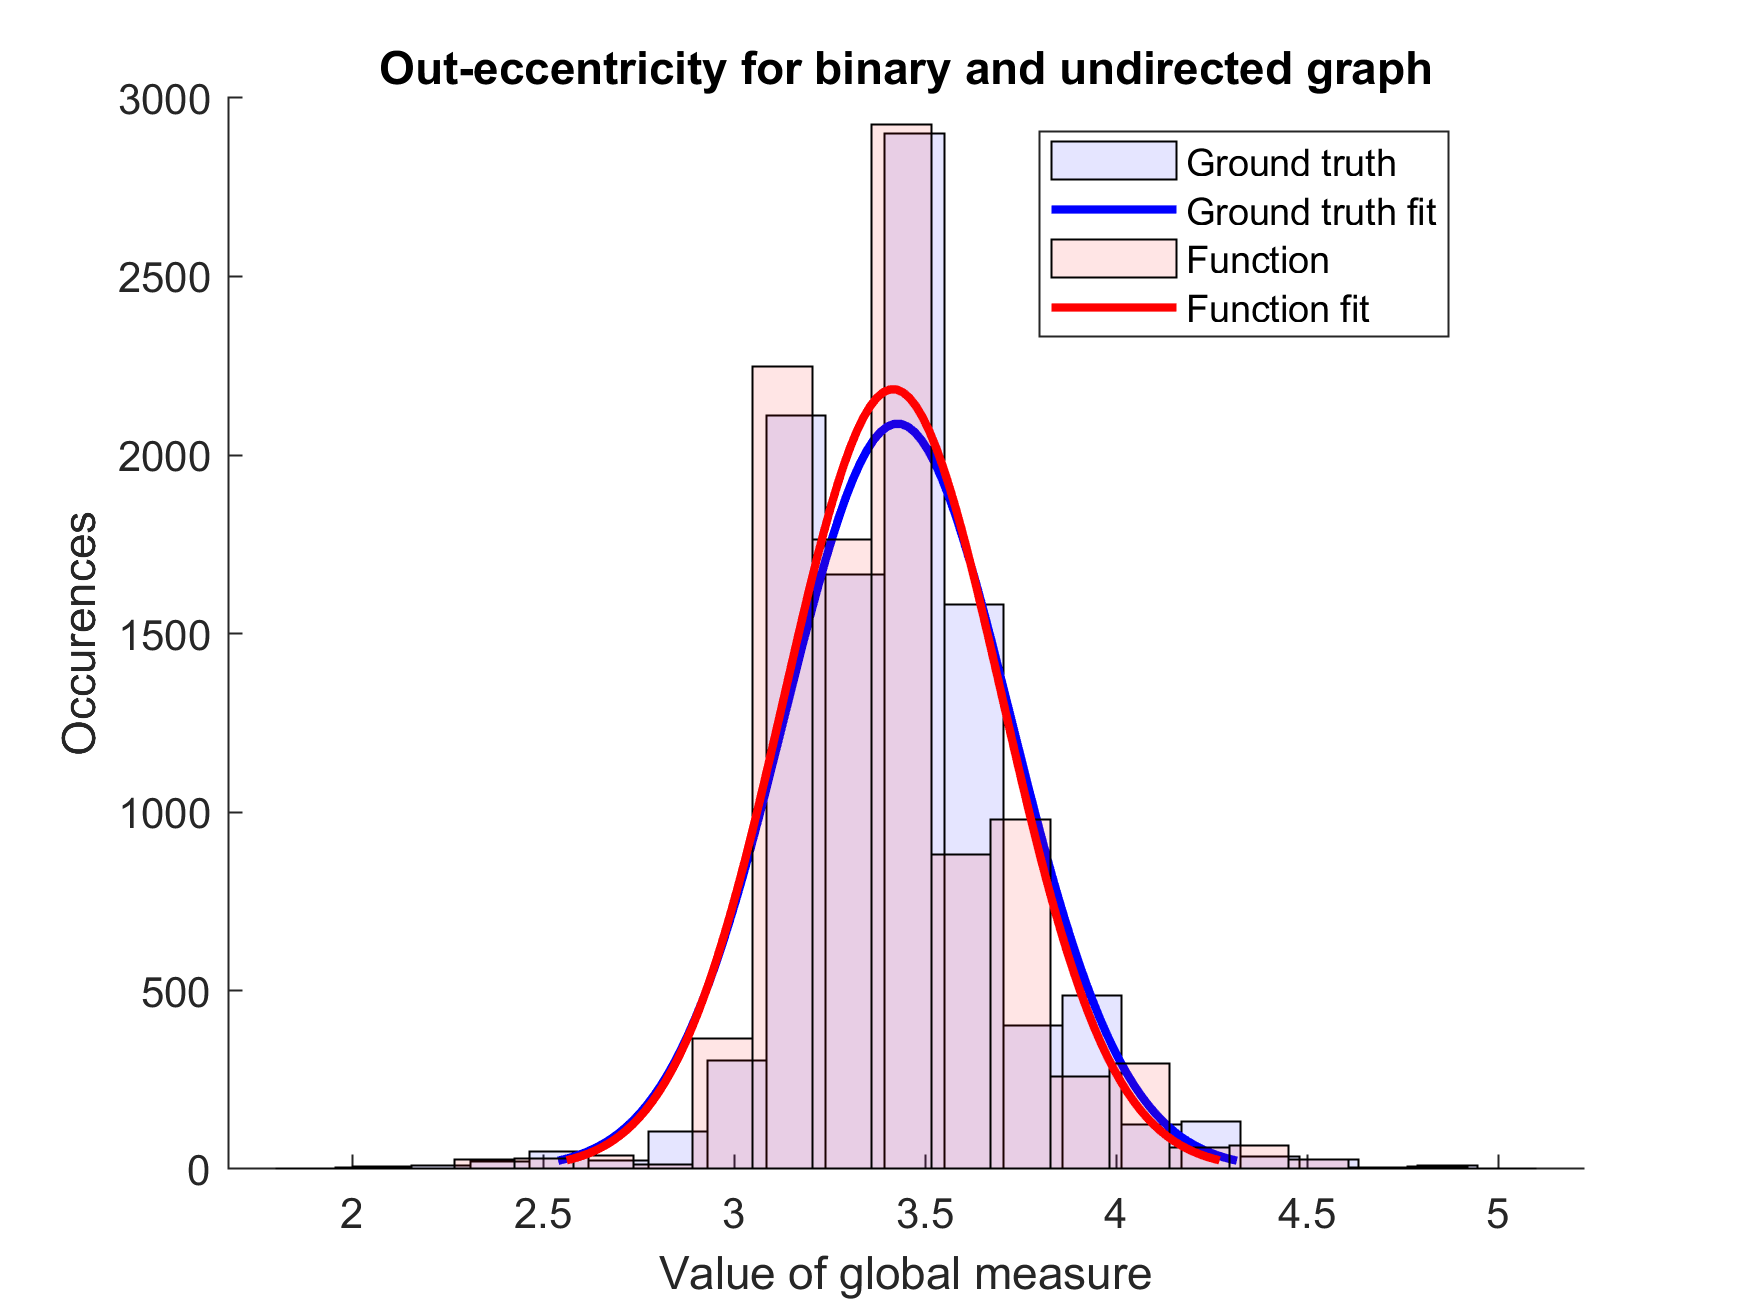 Out-eccentricity for binary and undirected graph
3000
2500
2000
1500
1000
500
0
Occurences
Ground truth
Ground truth fit
Function
Function fit
2 2.5 3 3.5 4 4.5 5
Value of global measure